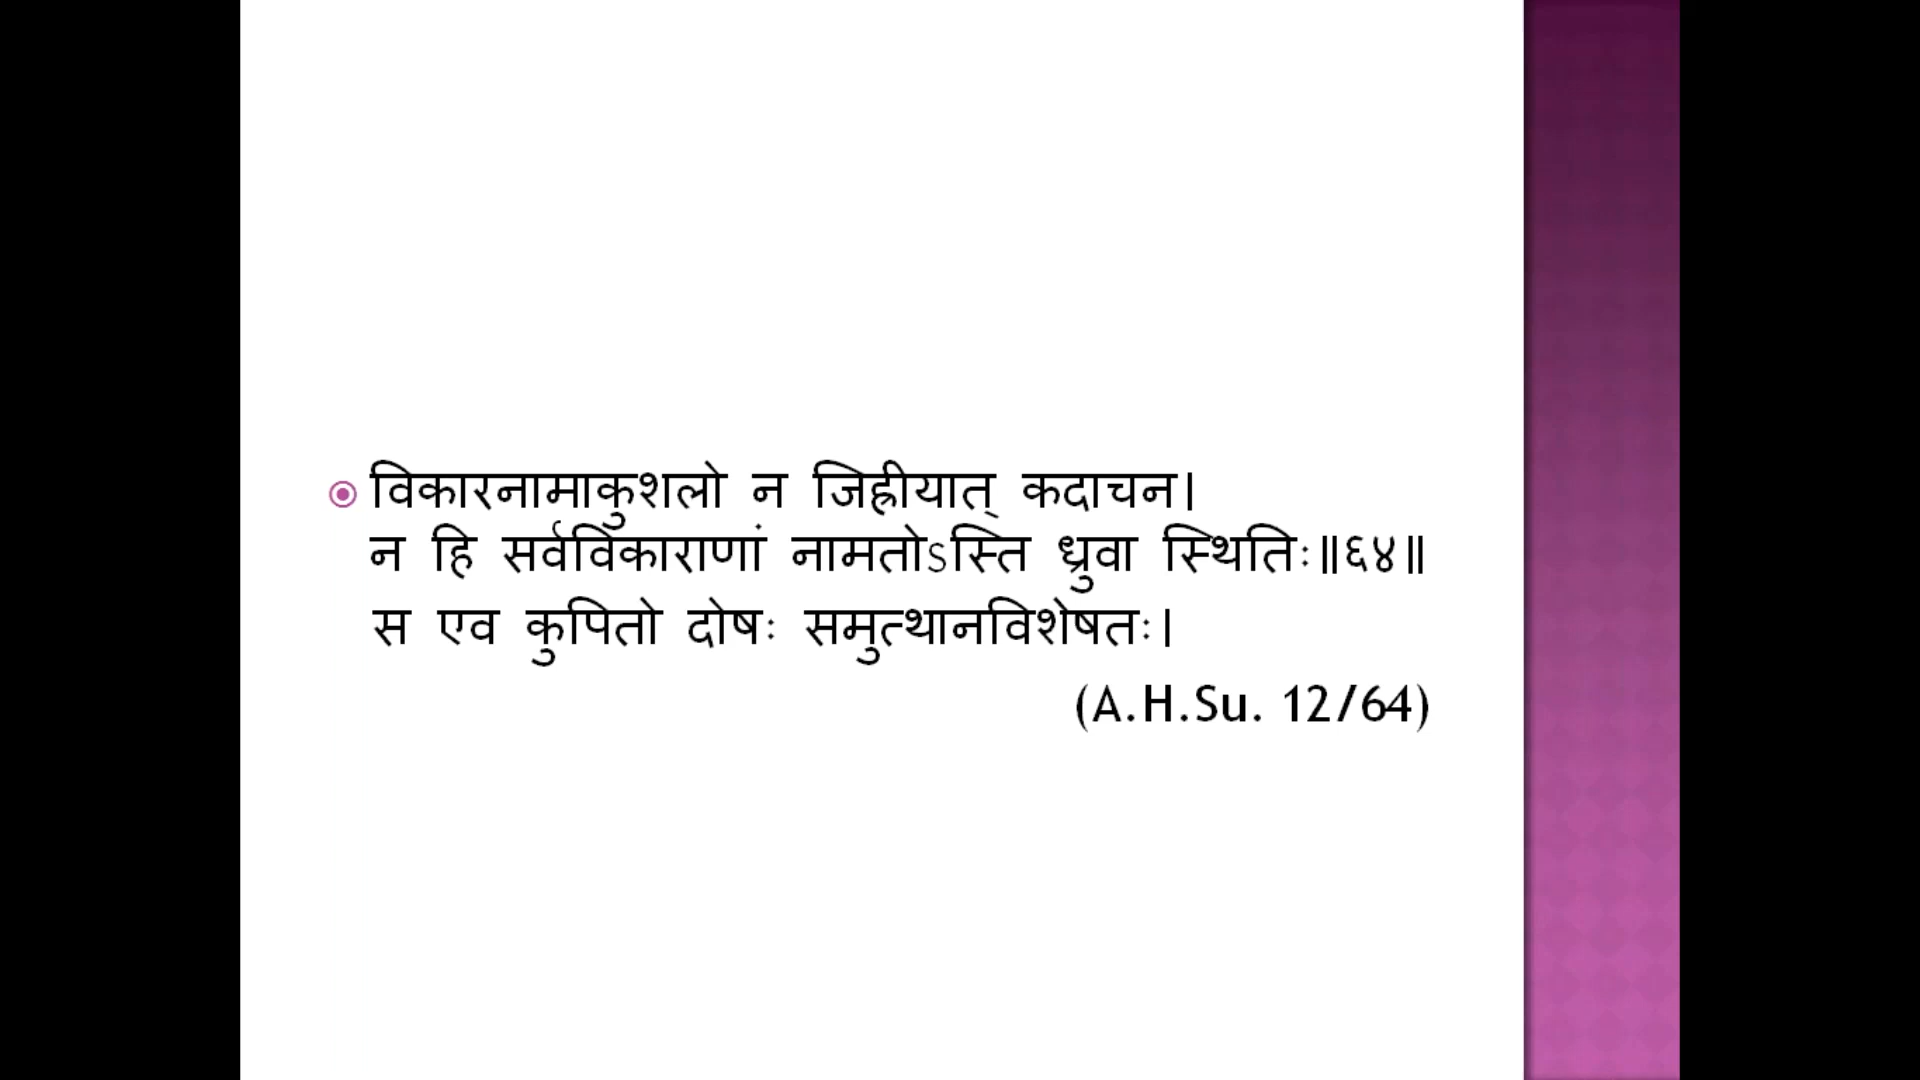 विकारनामाकुशलो न जिह्रीयात् कदाचन।
न हि सर्वविकाराणां नामतोऽस्ति ध्रुवा स्थितिः॥६४॥
स एव कुपितो दोषः समुत्थानविशेषतः।
(A.H.Su. 12/64)